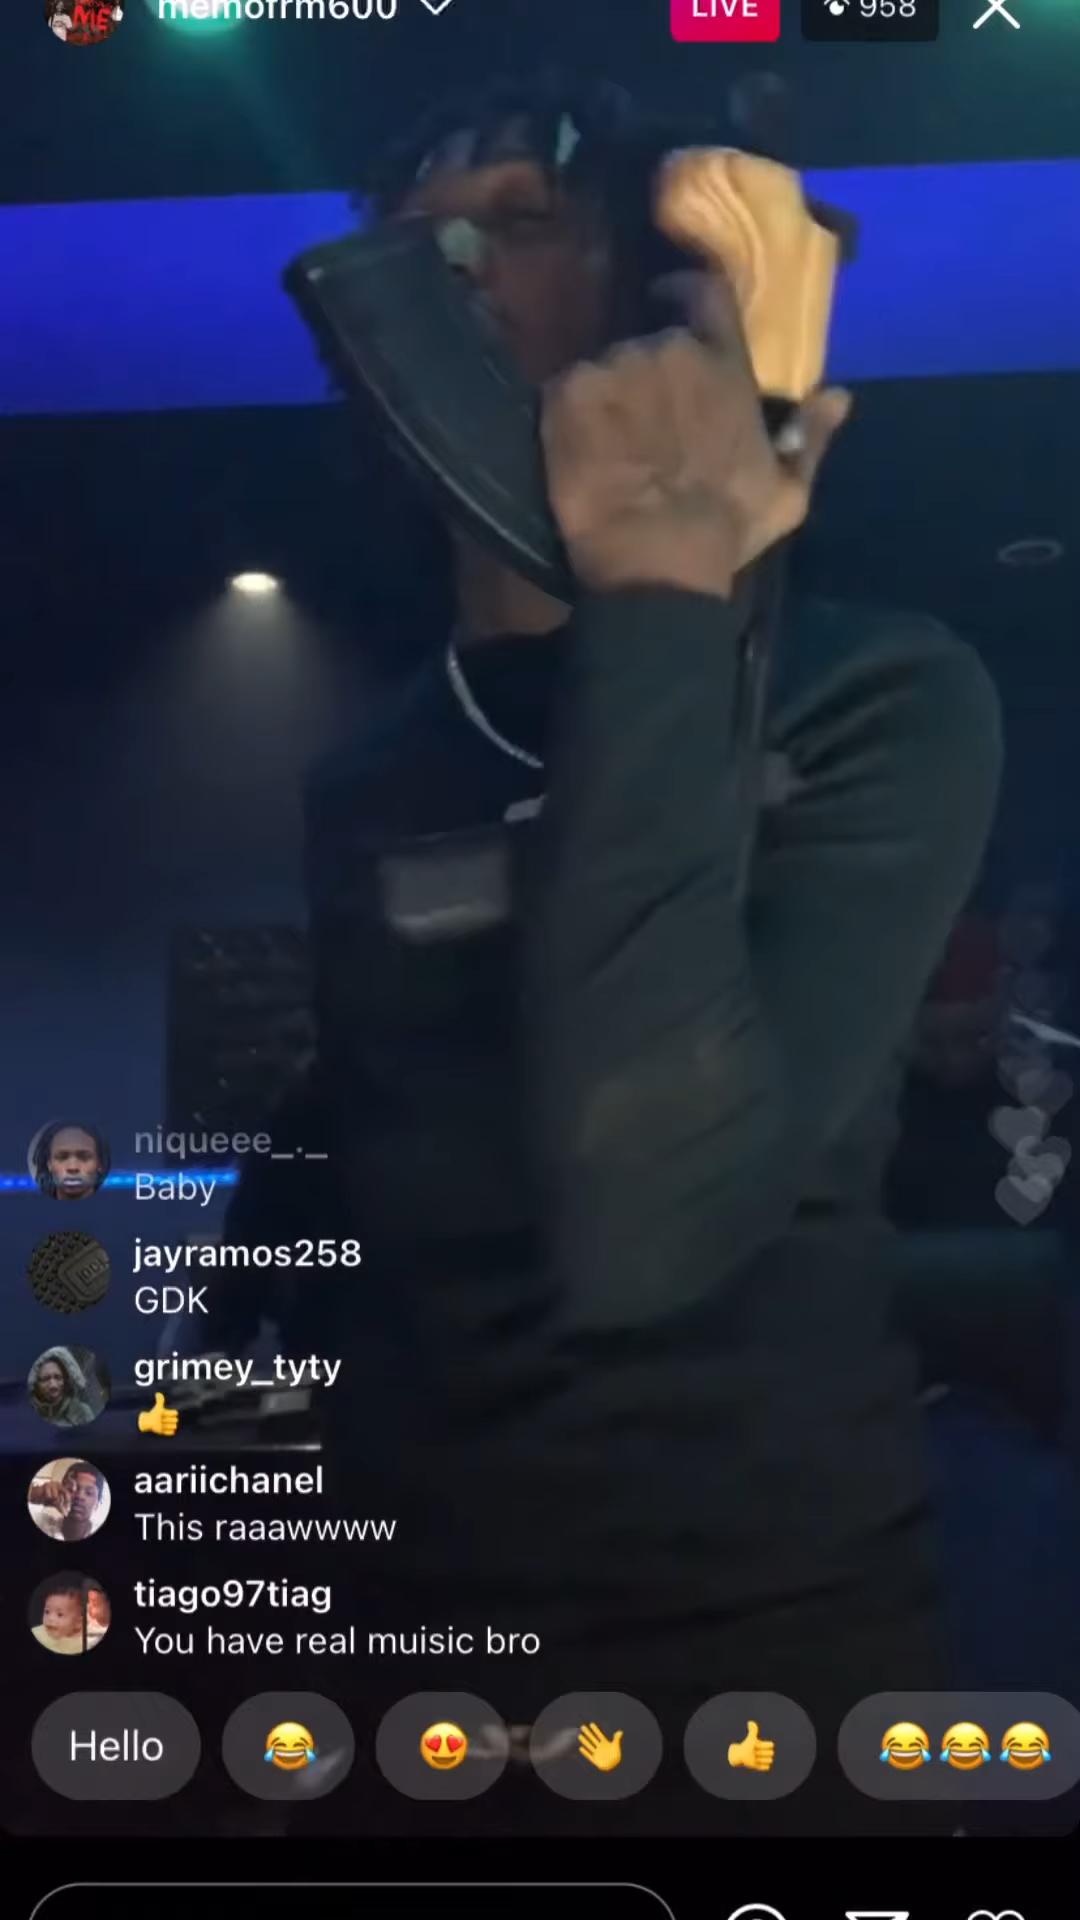 memofrm600
LIVE
958
niqueee_._
Baby
jayramos258
GDK
grimey_tyty
👍
aariichanel
This raaawwww
tiago97tiag
You have real muisic bro
Hello
😂
😍
👋
👍
😂😂😂